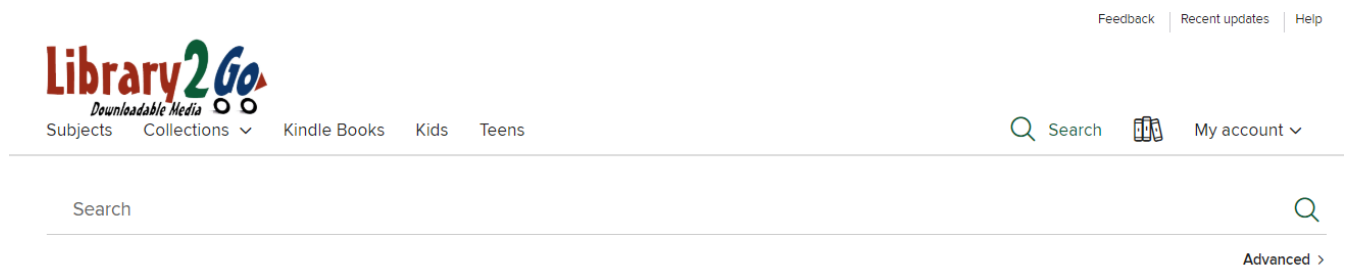 Feedback Recent updates Help
Library2Go
Downloadable Media
Subjects Collections Kindle Books Kids Teens Search My account
Search
Advanced >